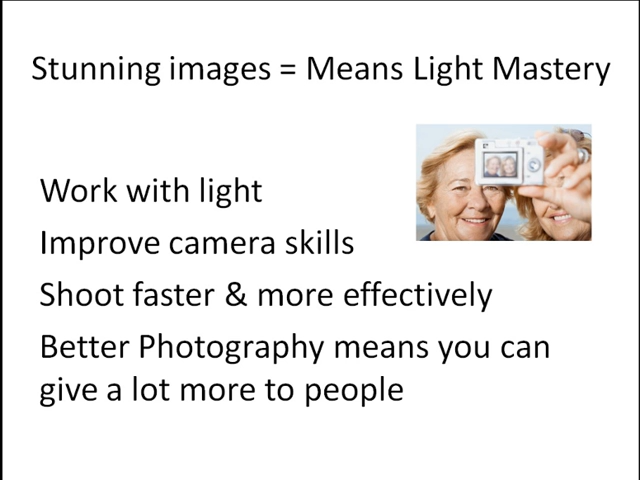 Stunning images = Means Light Mastery
Work with light
Improve camera skills
Shoot faster & more effectively
Better Photography means you can
give a lot more to people